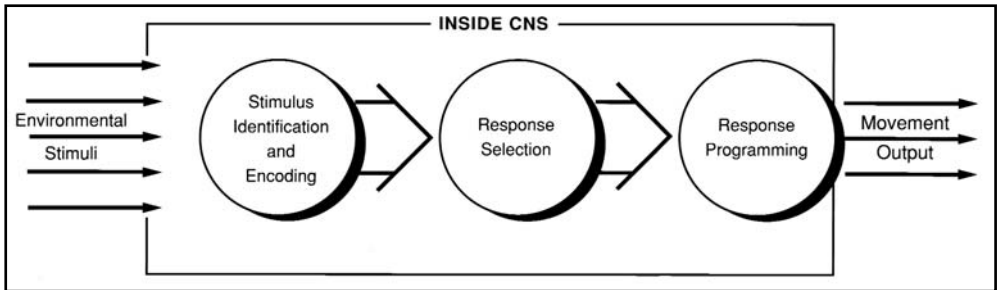 INSIDE CNS
Environmental
Stimuli
Stimulus
Identification
and
Encoding
Response
Selection
Response
Programming
Movement
Output